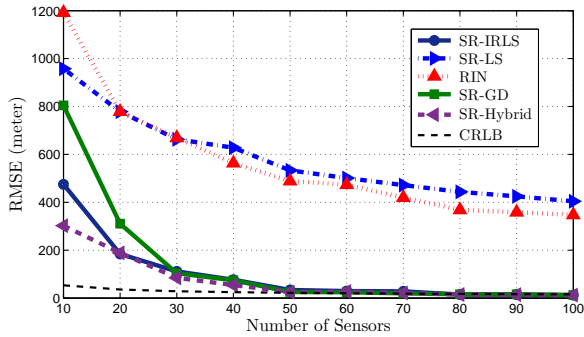 1200
1000
800
600
400
200
0
RMSE (meter)
10 20 30 40 50 60 70 80 90 100
Number of Sensors
SR-IRLS
SR-LS
RIN
SR-GD
SR-Hybrid
CRLB